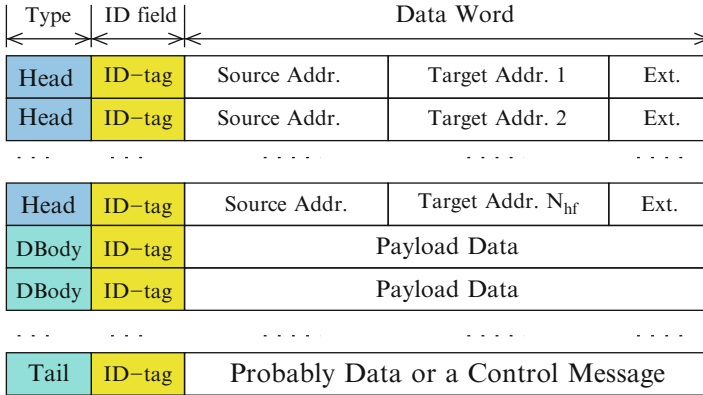 Type ID field Data Word
Head ID-tag Source Addr. Target Addr. 1 Ext.
Head ID-tag Source Addr. Target Addr. 2 Ext.
... ... ..... ..... ....
Head ID-tag Source Addr. Target Addr. N_hf Ext.
DBody ID-tag Payload Data
DBody ID-tag Payload Data
... ... ..... ..... ....
Tail ID-tag Probably Data or a Control Message